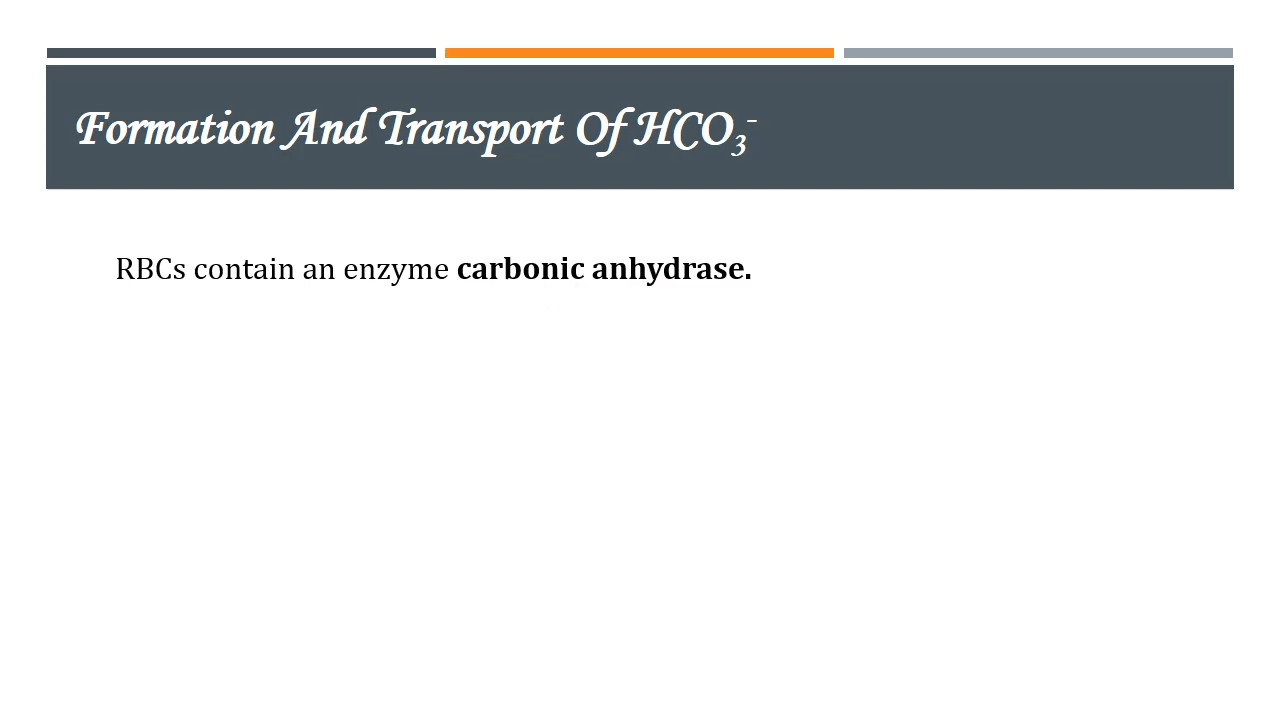 Formation And Transport Of HCO₃⁻
RBCs contain an enzyme carbonic anhydrase.